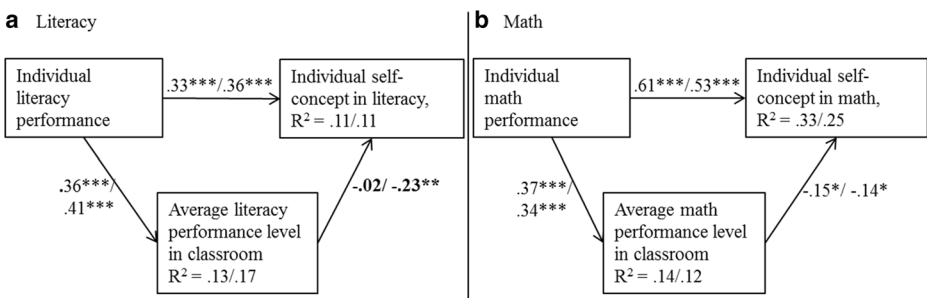 a Literacy
Individual
literacy
performance
.33***/.36***
Individual self-
concept in literacy,
R² = .11/.11
.36***/
.41***
-.02/ -.23**
Average literacy
performance level
in classroom
R² = .13/.17
b Math
Individual
math
performance
.61***/.53***
Individual self-
concept in math,
R² = .33/.25
.37***/
.34***
-.15*/ -.14*
Average math
performance level
in classroom
R² = .14/.12